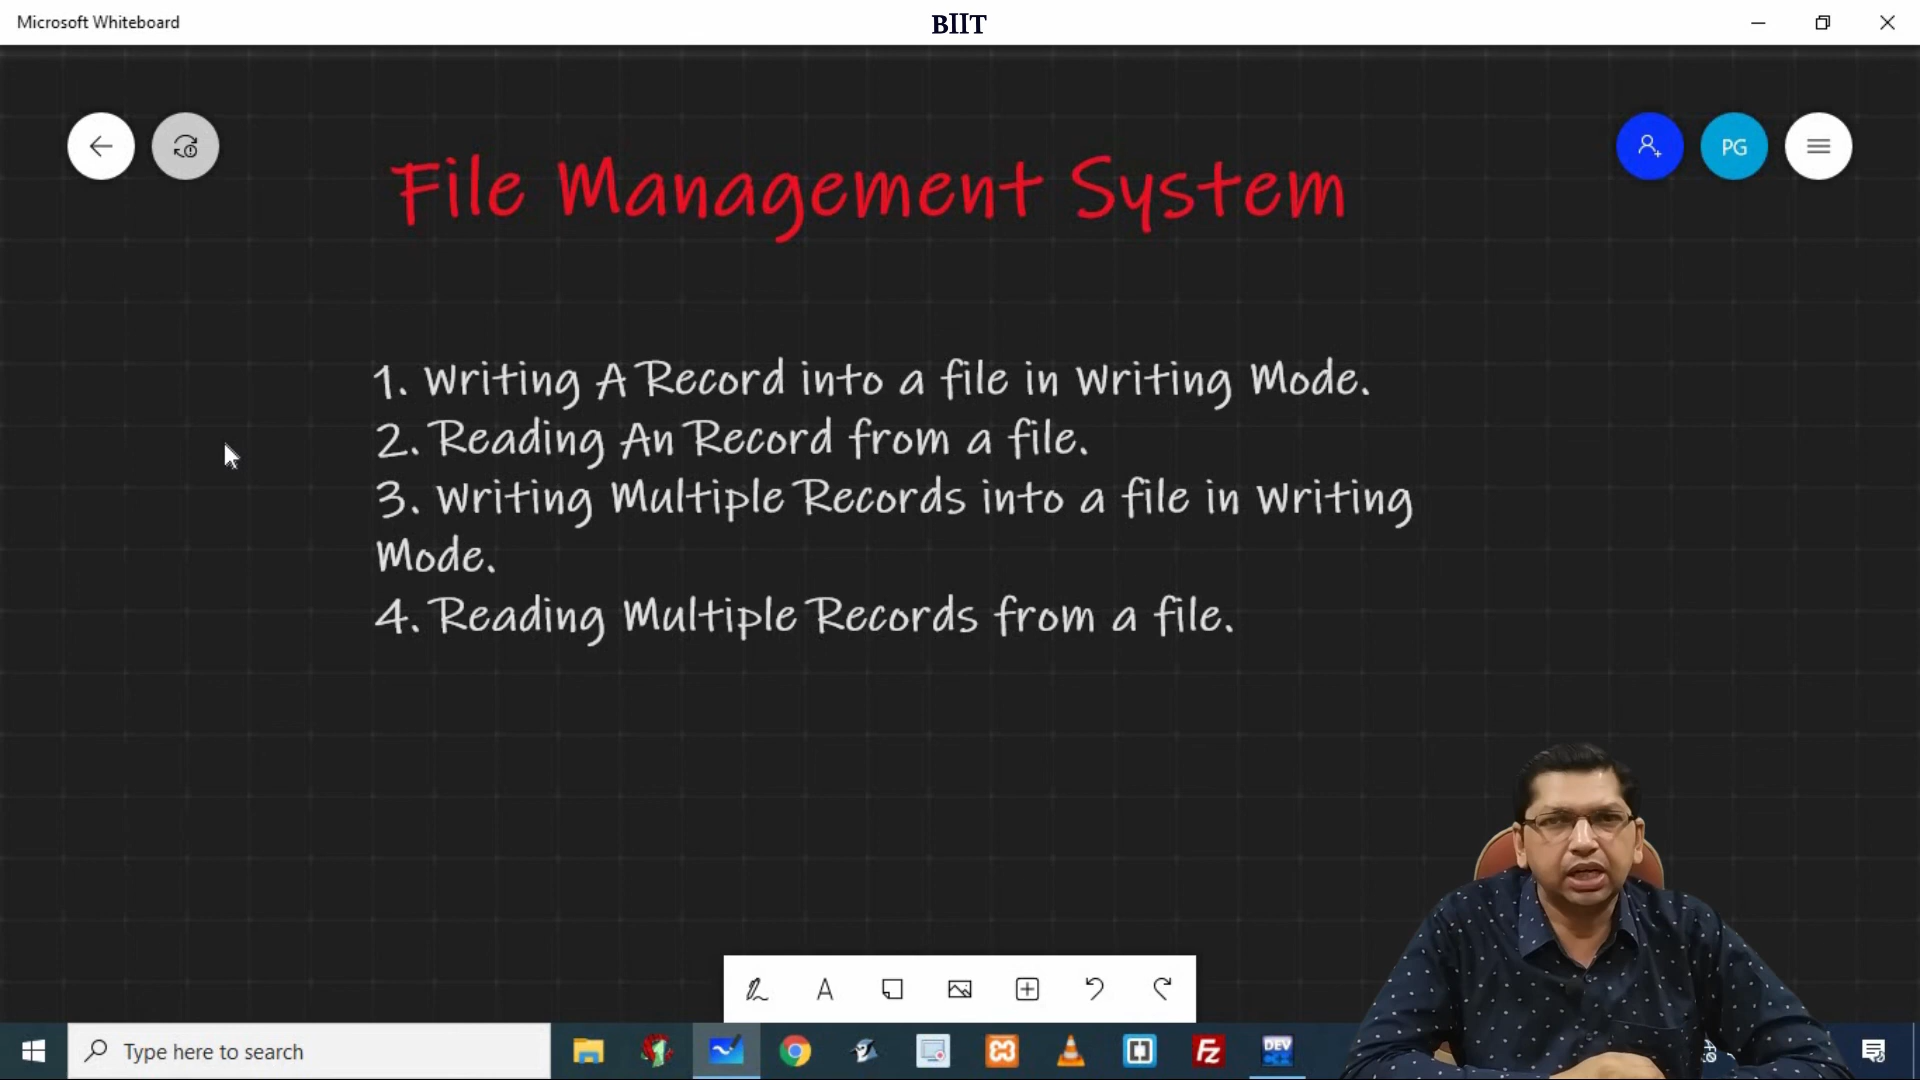 Microsoft Whiteboard
BIIT
PG
File Management System
1. Writing A Record into a file in Writing Mode.
2. Reading An Record from a file.
3. Writing Multiple Records into a file in Writing
Mode.
4. Reading Multiple Records from a file.
A
Type here to search
FZ
DEV
C++